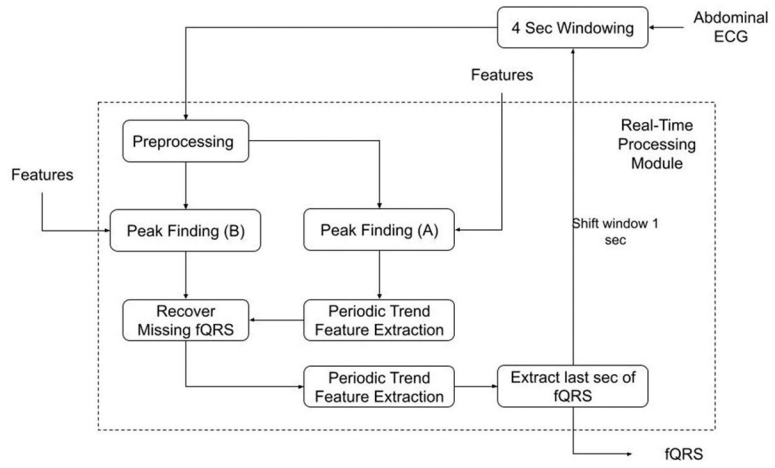 4 Sec Windowing
Abdominal
ECG
Features
Real-Time
Processing
Module
Preprocessing
Features
Peak Finding (B)
Peak Finding (A)
Shift window 1
sec
Recover
Missing fQRS
Periodic Trend
Feature Extraction
Periodic Trend
Feature Extraction
Extract last sec of
fQRS
fQRS